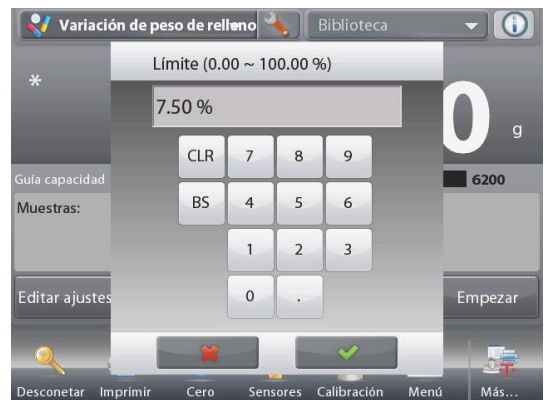 Variación de peso de relleno
Biblioteca
Límite (0.00 ~ 100.00 %)
*
7.50 %
0 g
CLR 7 8 9
Guía capacidad
6200
Muestras:
BS 4 5 6
1 2 3
0 .
Editar ajustes
Empezar
Desconetar Imprimir Cero Sensores Calibración Menú Más...